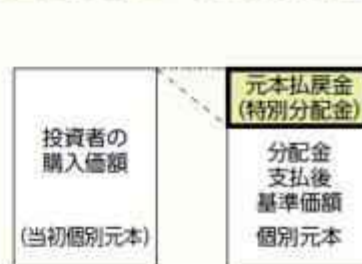 投資者の
購入価額
(当初個別元本)
元本払戻金
(特別分配金)
分配金
支払後
基準価額
個別元本